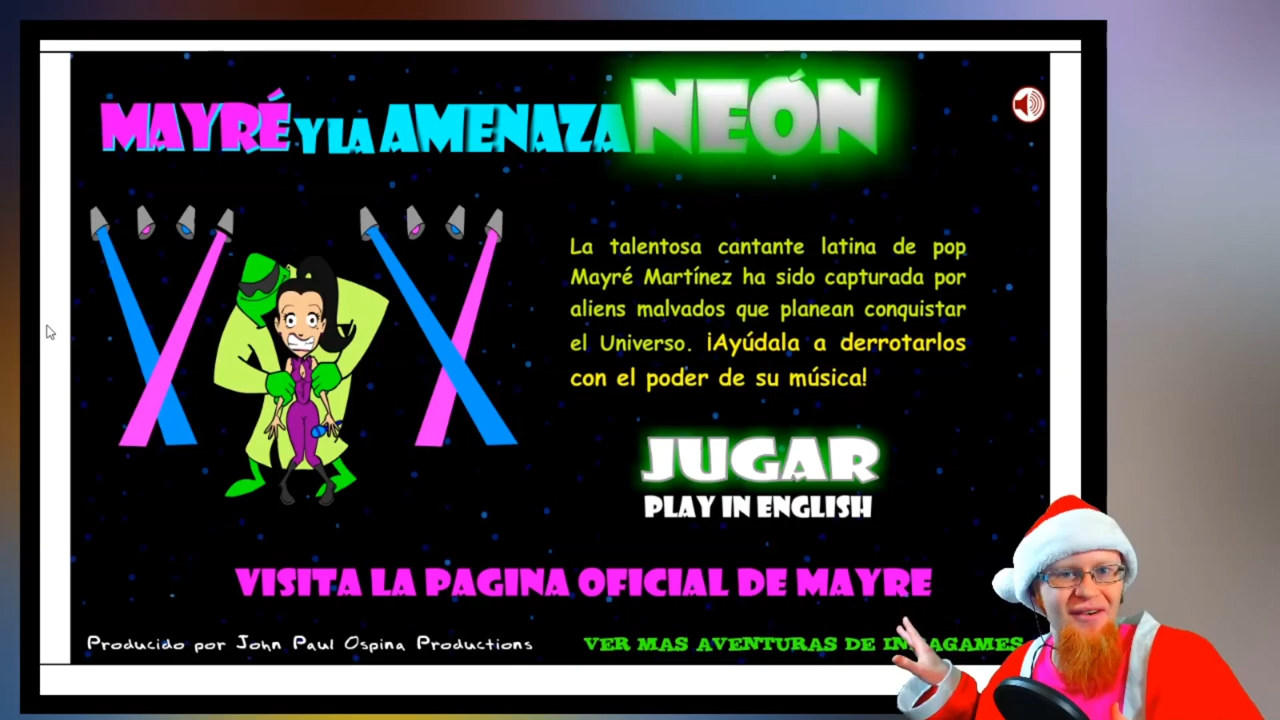 MAYRÉ Y LA AMENAZA NEÓN
La talentosa cantante latina de pop
Mayré Martínez ha sido capturada por
aliens malvados que planean conquistar
el Universo. ¡Ayúdala a derrotarlos
con el poder de su música!
JUGAR
PLAY IN ENGLISH
VISITA LA PAGINA OFICIAL DE MAYRE
Producido por John Paul Ospina Productions
VER MAS AVENTURAS DE